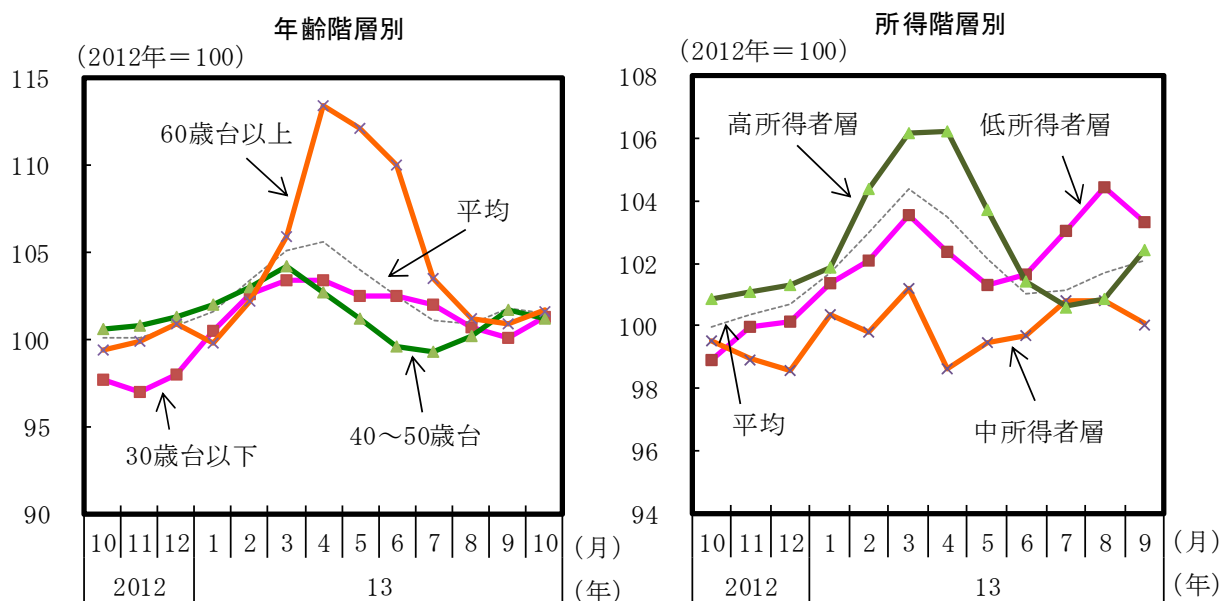 年齢階層別
(2012年=100)
115
110
105
100
95
90
60歳台以上
平均
40~50歳台
30歳台以下
10 11 12 1 2 3 4 5 6 7 8 9 10 (月)
2012 13 (年)
所得階層別
(2012年=100)
108
106
104
102
100
98
96
94
高所得者層
低所得者層
平均
中所得者層
10 11 12 1 2 3 4 5 6 7 8 9 (月)
2012 13 (年)